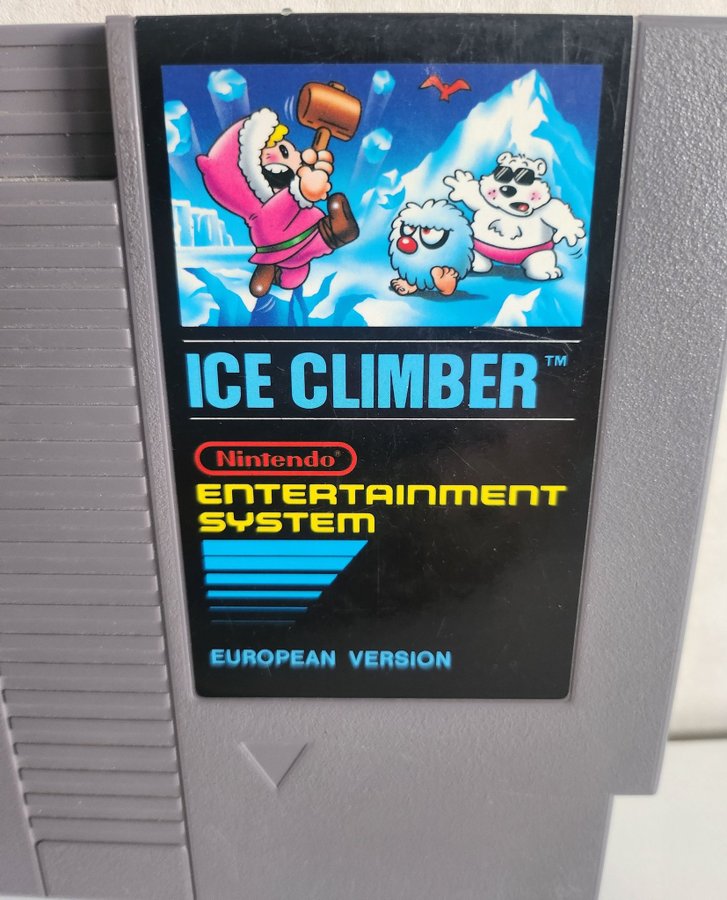 ICE CLIMBER™
Nintendo®
ENTERTAINMENT
SYSTEM
EUROPEAN VERSION